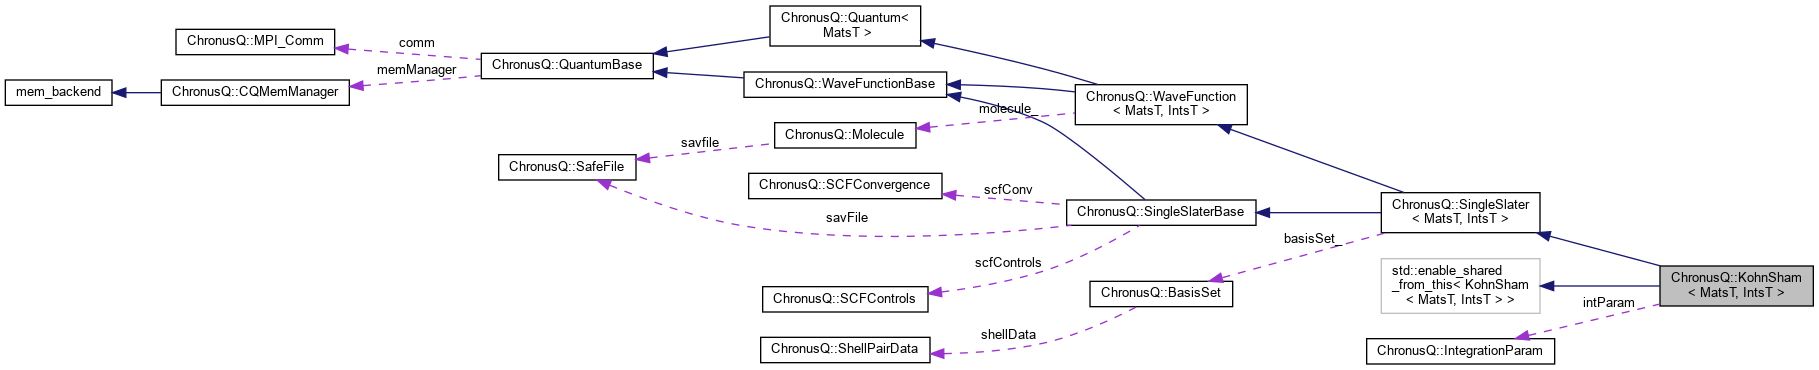 ChronusQ::Quantum<
MatsT >
ChronusQ::MPI_Comm
comm
ChronusQ::QuantumBase
memManager
mem_backend
ChronusQ::CQMemManager
ChronusQ::WaveFunctionBase
ChronusQ::WaveFunction
< MatsT, IntsT >
molecule_
ChronusQ::Molecule
savfile
ChronusQ::SafeFile
ChronusQ::SCFConvergence
scfConv
ChronusQ::SingleSlaterBase
savFile
ChronusQ::SingleSlater
< MatsT, IntsT >
basisSet_
scfControls
ChronusQ::SCFControls
ChronusQ::BasisSet
std::enable_shared
_from_this< KohnSham
< MatsT, IntsT > >
ChronusQ::KohnSham
< MatsT, IntsT >
intParam
shellData
ChronusQ::ShellPairData
ChronusQ::IntegrationParam